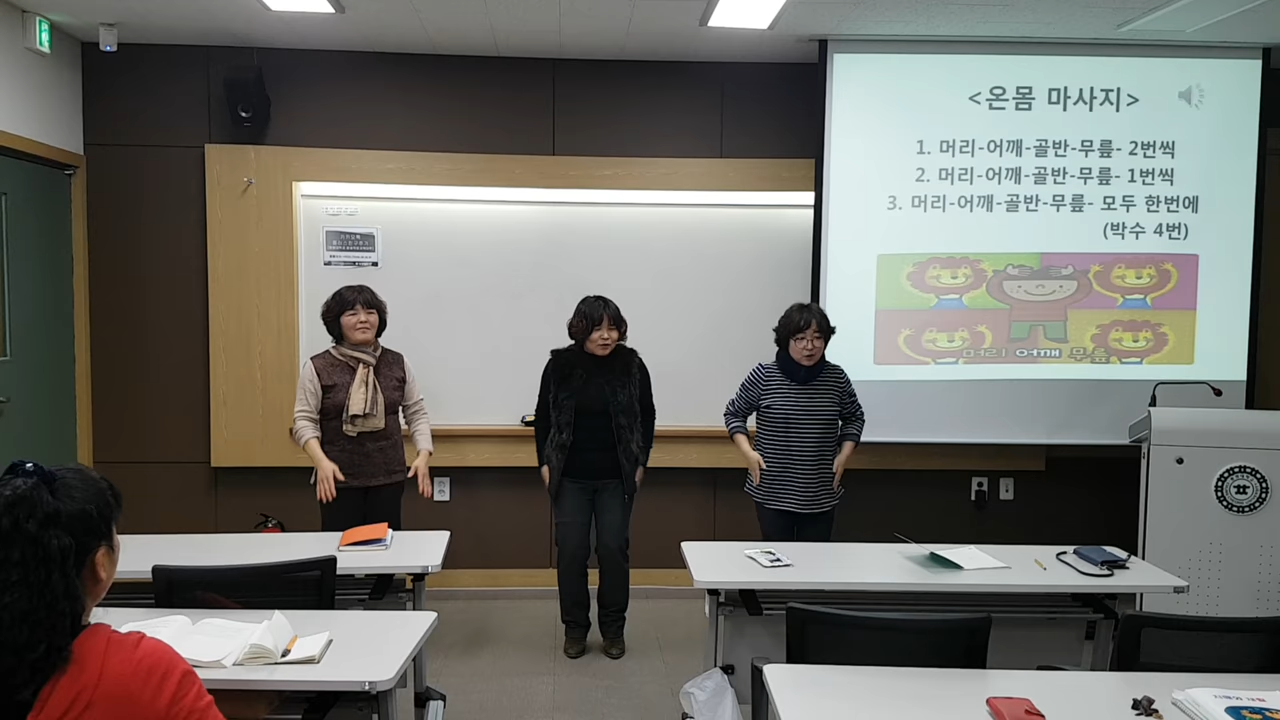 <온몸 마사지>
1. 머리-어깨-골반-무릎- 2번씩
2. 머리-어깨-골반-무릎- 1번씩
3. 머리-어깨-골반-무릎- 모두 한번에
(박수 4번)
머리 어깨 무릎